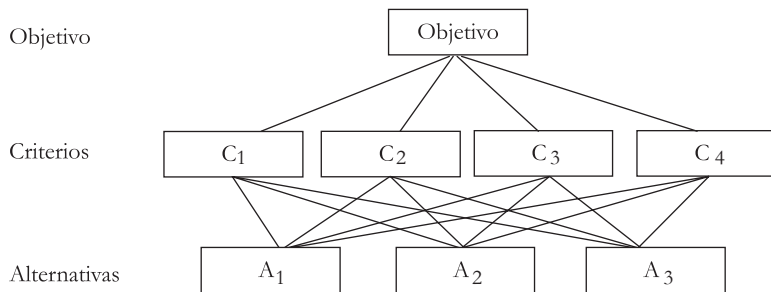 Objetivo Objetivo
Criterios C1 C2 C3 C4
Alternativas A1 A2 A3